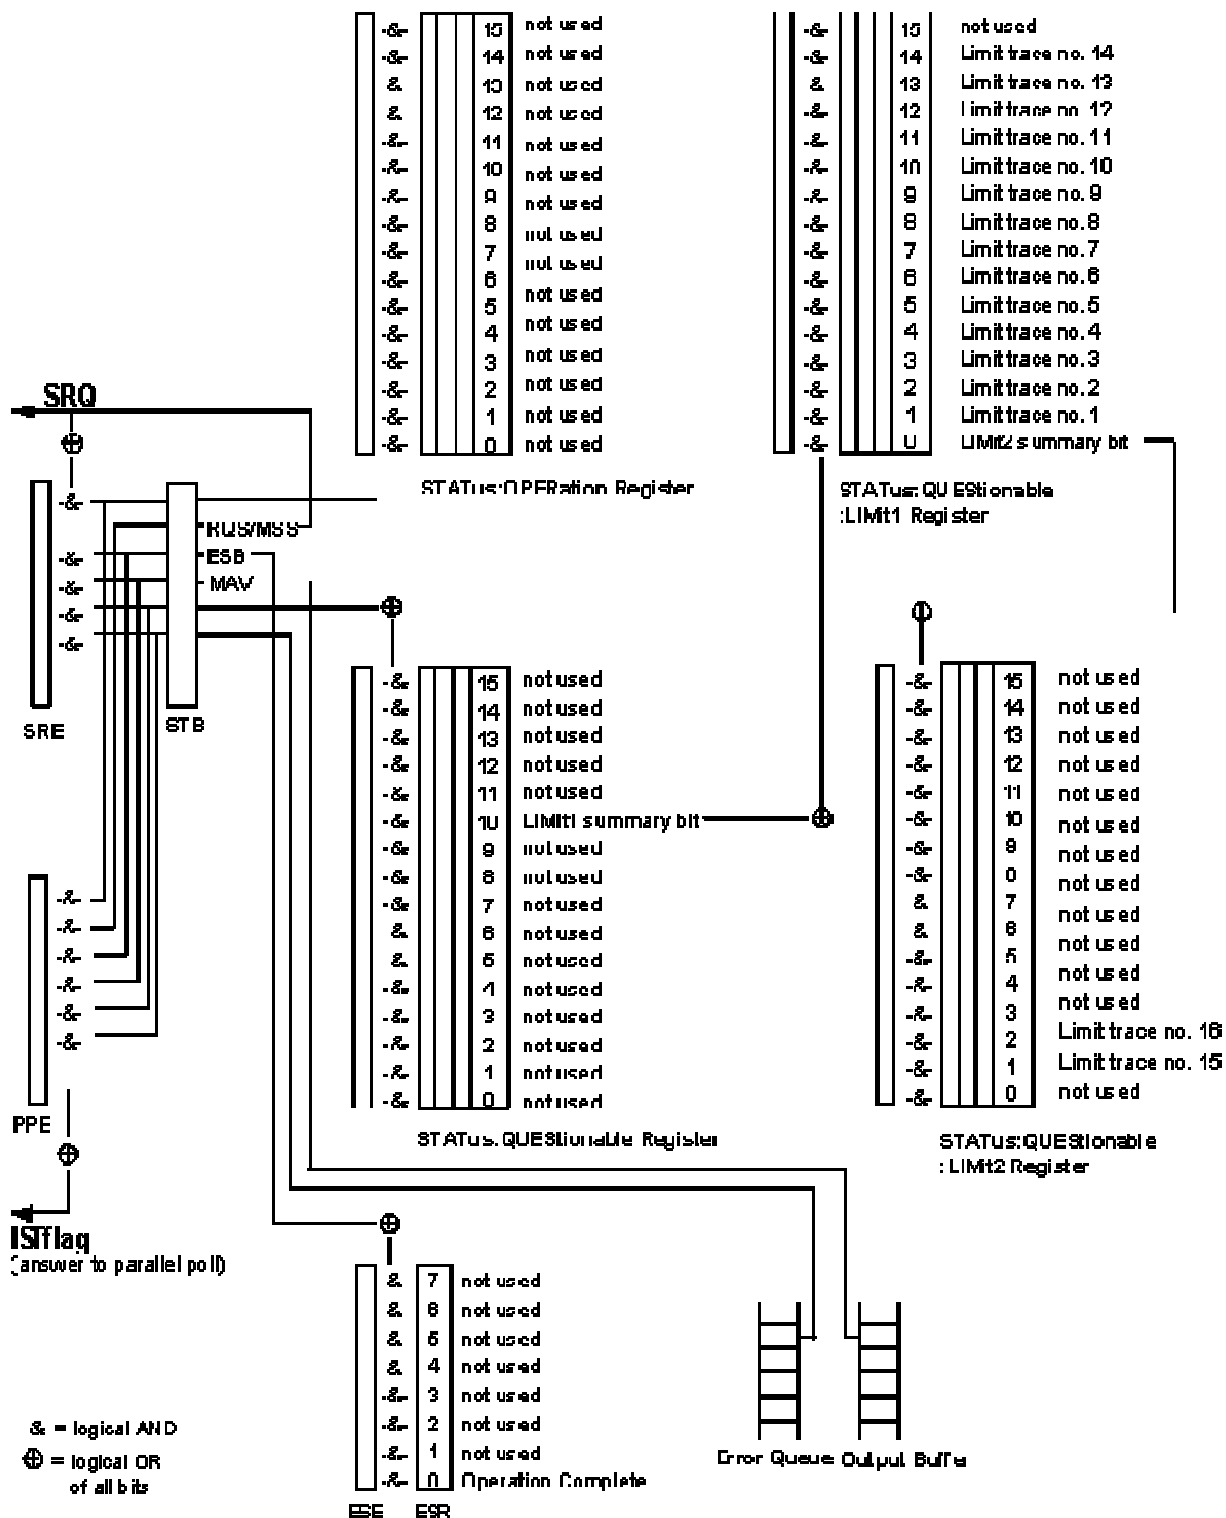 -&- 15 not used
-&- 14 not used
& 13 not used
& 12 not used
-&- 11 not used
-&- 10 not used
-&- 9 not used
-&- 8 not used
-&- 7 not used
-&- 6 not used
-&- 5 not used
-&- 4 not used
-&- 3 not used
-&- 2 not used
-&- 1 not used
-&- 0 not used
STATus:OPERation Register
-&- 15 not used
-&- 14 Limit trace no. 14
& 13 Limit trace no. 13
-&- 12 Limit trace no. 12
-&- 11 Limit trace no. 11
-&- 10 Limit trace no. 10
-&- 9 Limit trace no. 9
-&- 8 Limit trace no. 8
-&- 7 Limit trace no. 7
-&- 6 Limit trace no. 6
-&- 5 Limit trace no. 5
-&- 4 Limit trace no. 4
-&- 3 Limit trace no. 3
-&- 2 Limit trace no. 2
-&- 1 Limit trace no. 1
-&- 0 LIMit2 summary bit
STATus:QUEStionable
:LIMit1 Register
SRQ
-&-
-&-
-&-
-&-
-&-
RQS/MSS
ESB
MAV
SRE
STB
-&- 15 not used
-&- 14 not used
-&- 13 not used
-&- 12 not used
-&- 11 not used
-&- 10 LIMit1 summary bit
-&- 9 not used
-&- 8 not used
-&- 7 not used
& 6 not used
& 5 not used
-&- 4 not used
-&- 3 not used
-&- 2 not used
-&- 1 not used
-&- 0 not used
STATus:QUEStionable Register
-&- 15 not used
-&- 14 not used
-&- 13 not used
-&- 12 not used
-&- 11 not used
-&- 10 not used
-&- 9 not used
-&- 8 not used
& 7 not used
& 6 not used
-&- 5 not used
-&- 4 not used
-&- 3 Limit trace no. 16
-&- 2 Limit trace no. 15
-&- 1 not used
-&- 0
STATus:QUEStionable
:LIMit2 Register
-&-
-&-
-&-
-&-
-&-
-&-
PPE
ISTflag
(answer to parallel poll)
& 7 not used
& 6 not used
& 5 not used
& 4 not used
-&- 3 not used
-&- 2 not used
-&- 1 not used
-&- 0 Operation Complete
ESE
ESR
Error Queue
Output Buffe
& = logical AND
⊕ = logical OR
of all bits